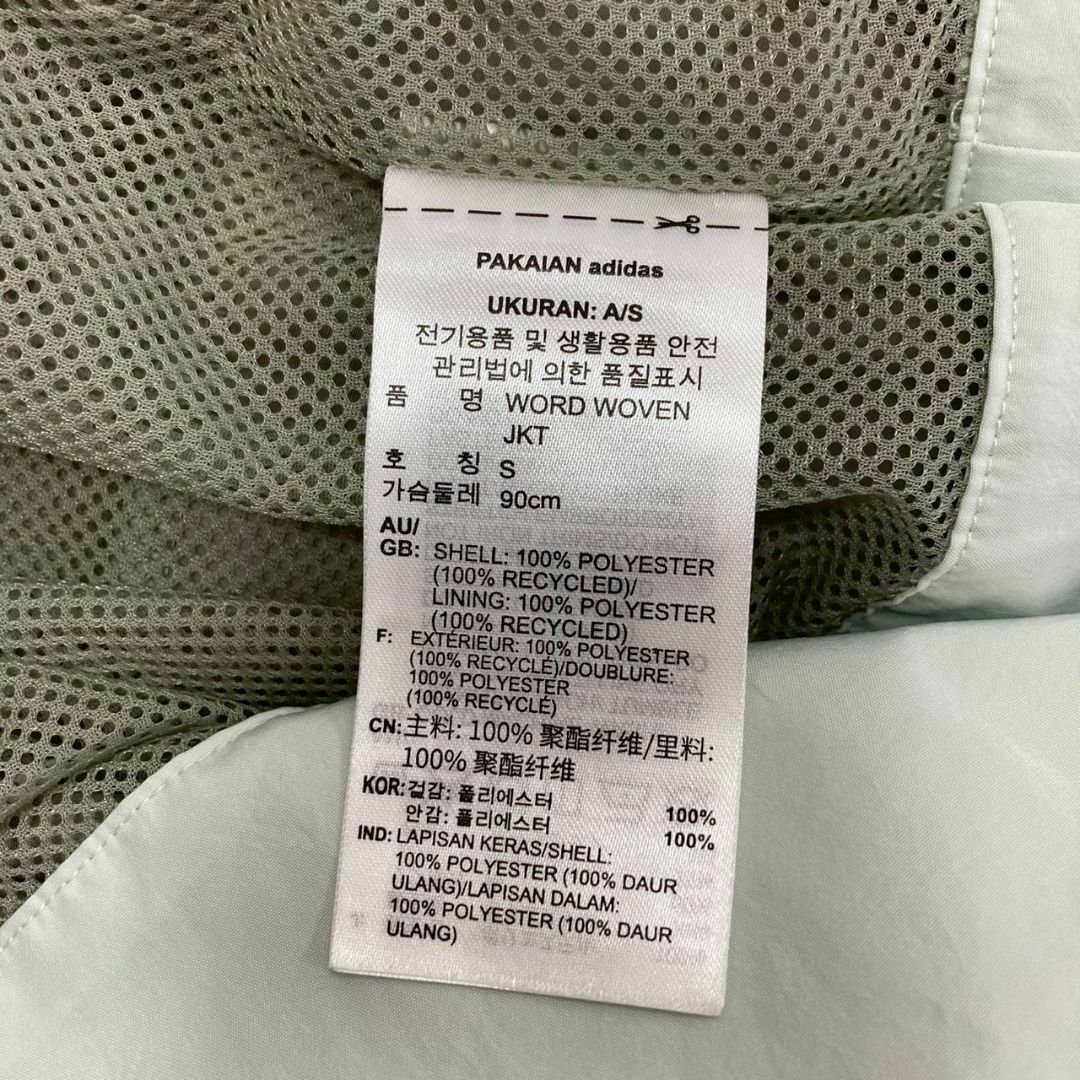 PAKAIAN adidas
UKURAN: A/S
전기용품 및 생활용품 안전
관리법에 의한 품질표시
품 명 WORD WOVEN
JKT
호 칭 S
가슴둘레 90cm
AU/
GB: SHELL: 100% POLYESTER
(100% RECYCLED)/
LINING: 100% POLYESTER
(100% RECYCLED)
F: EXTÉRIEUR: 100% POLYESTER
(100% RECYCLÉ)/DOUBLURE:
100% POLYESTER
(100% RECYCLÉ)
CN: 主料: 100% 聚酯纤维/里料:
100% 聚酯纤维
KOR: 겉감: 폴리에스터 100%
안감: 폴리에스터 100%
IND: LAPISAN KERAS/SHELL:
100% POLYESTER (100% DAUR
ULANG)/LAPISAN DALAM:
100% POLYESTER (100% DAUR
ULANG)